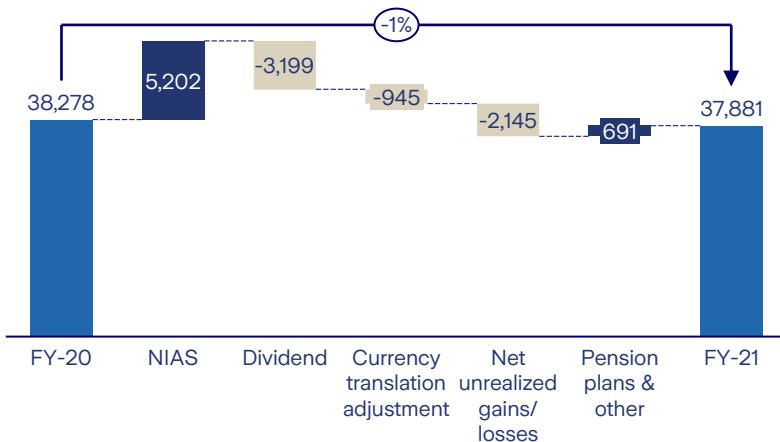 -1%
38,278
5,202
-3,199
-945
-2,145
691
37,881
FY-20
NIAS
Dividend
Currency
translation
adjustment
Net
unrealized
gains/
losses
Pension
plans &
other
FY-21